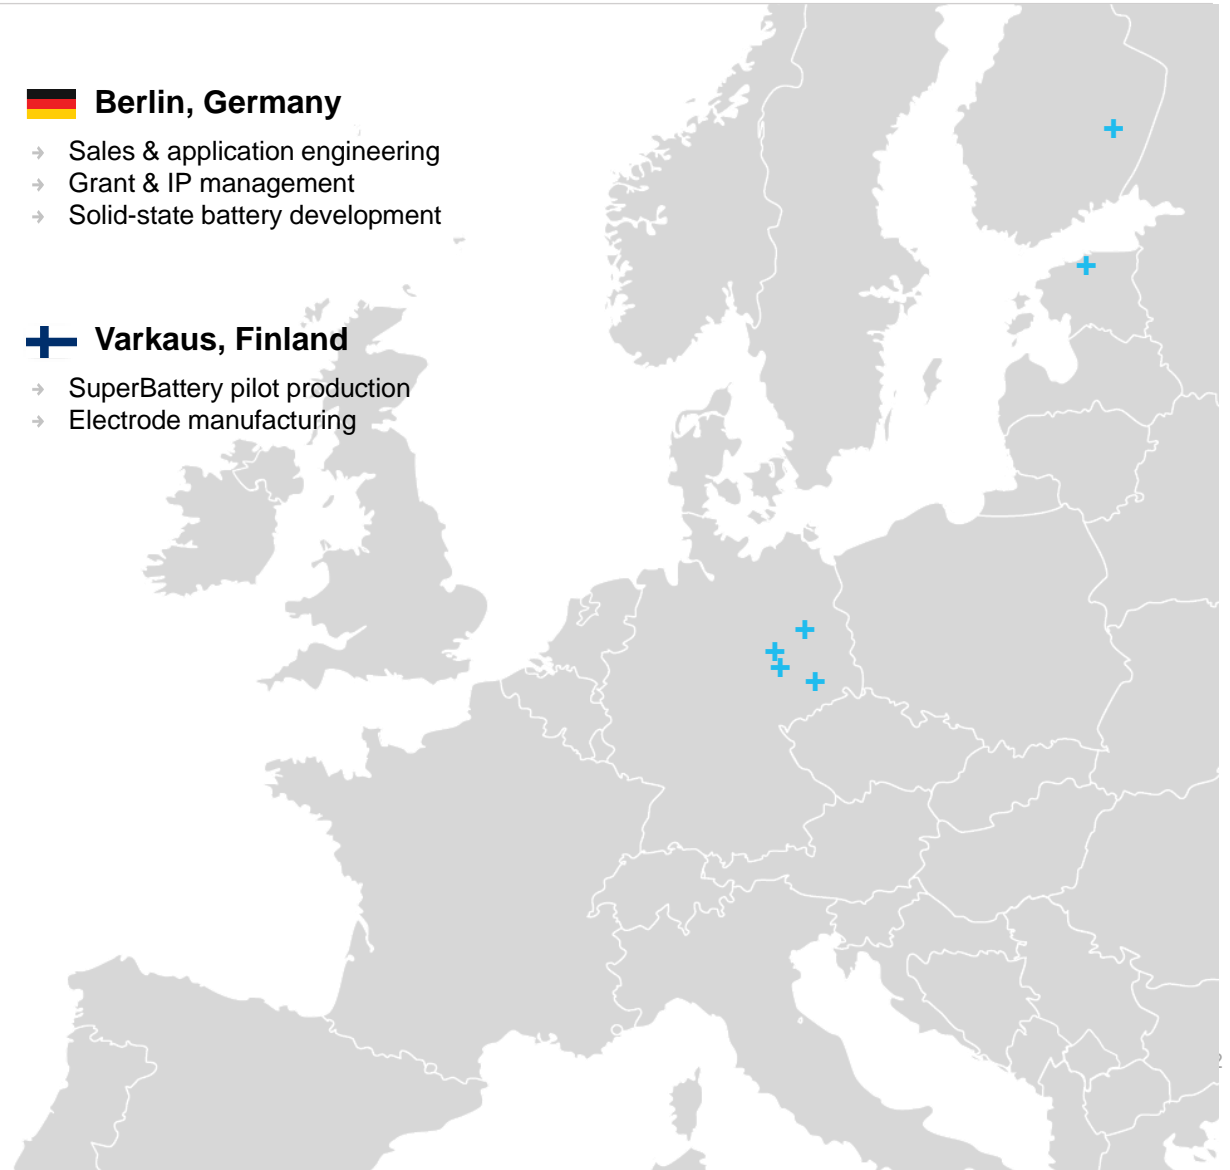 Berlin, Germany
Sales & application engineering
Grant & IP management
Solid-state battery development
Varkaus, Finland
SuperBattery pilot production
Electrode manufacturing